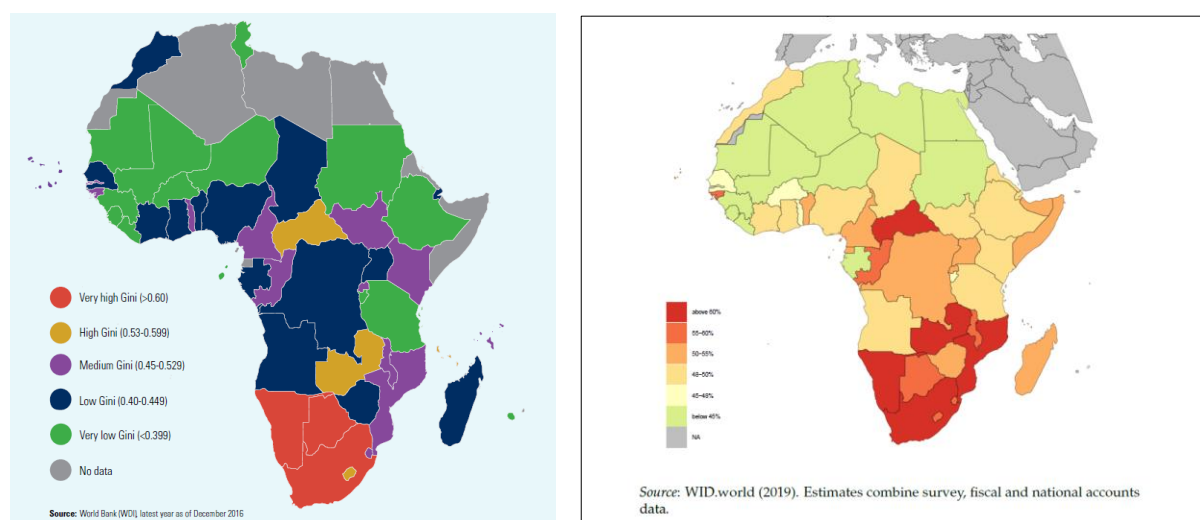 Very high Gini (>0.60)
High Gini (0.53-0.599)
Medium Gini (0.45-0.529)
Low Gini (0.40-0.449)
Very low Gini (<0.399)
No data
Source: World Bank (WDI), latest year as of December 2016
above 60%
55-60%
50-55%
48-50%
45-48%
below 45%
NA
Source: WID.world (2019). Estimates combine survey, fiscal and national accounts
data.